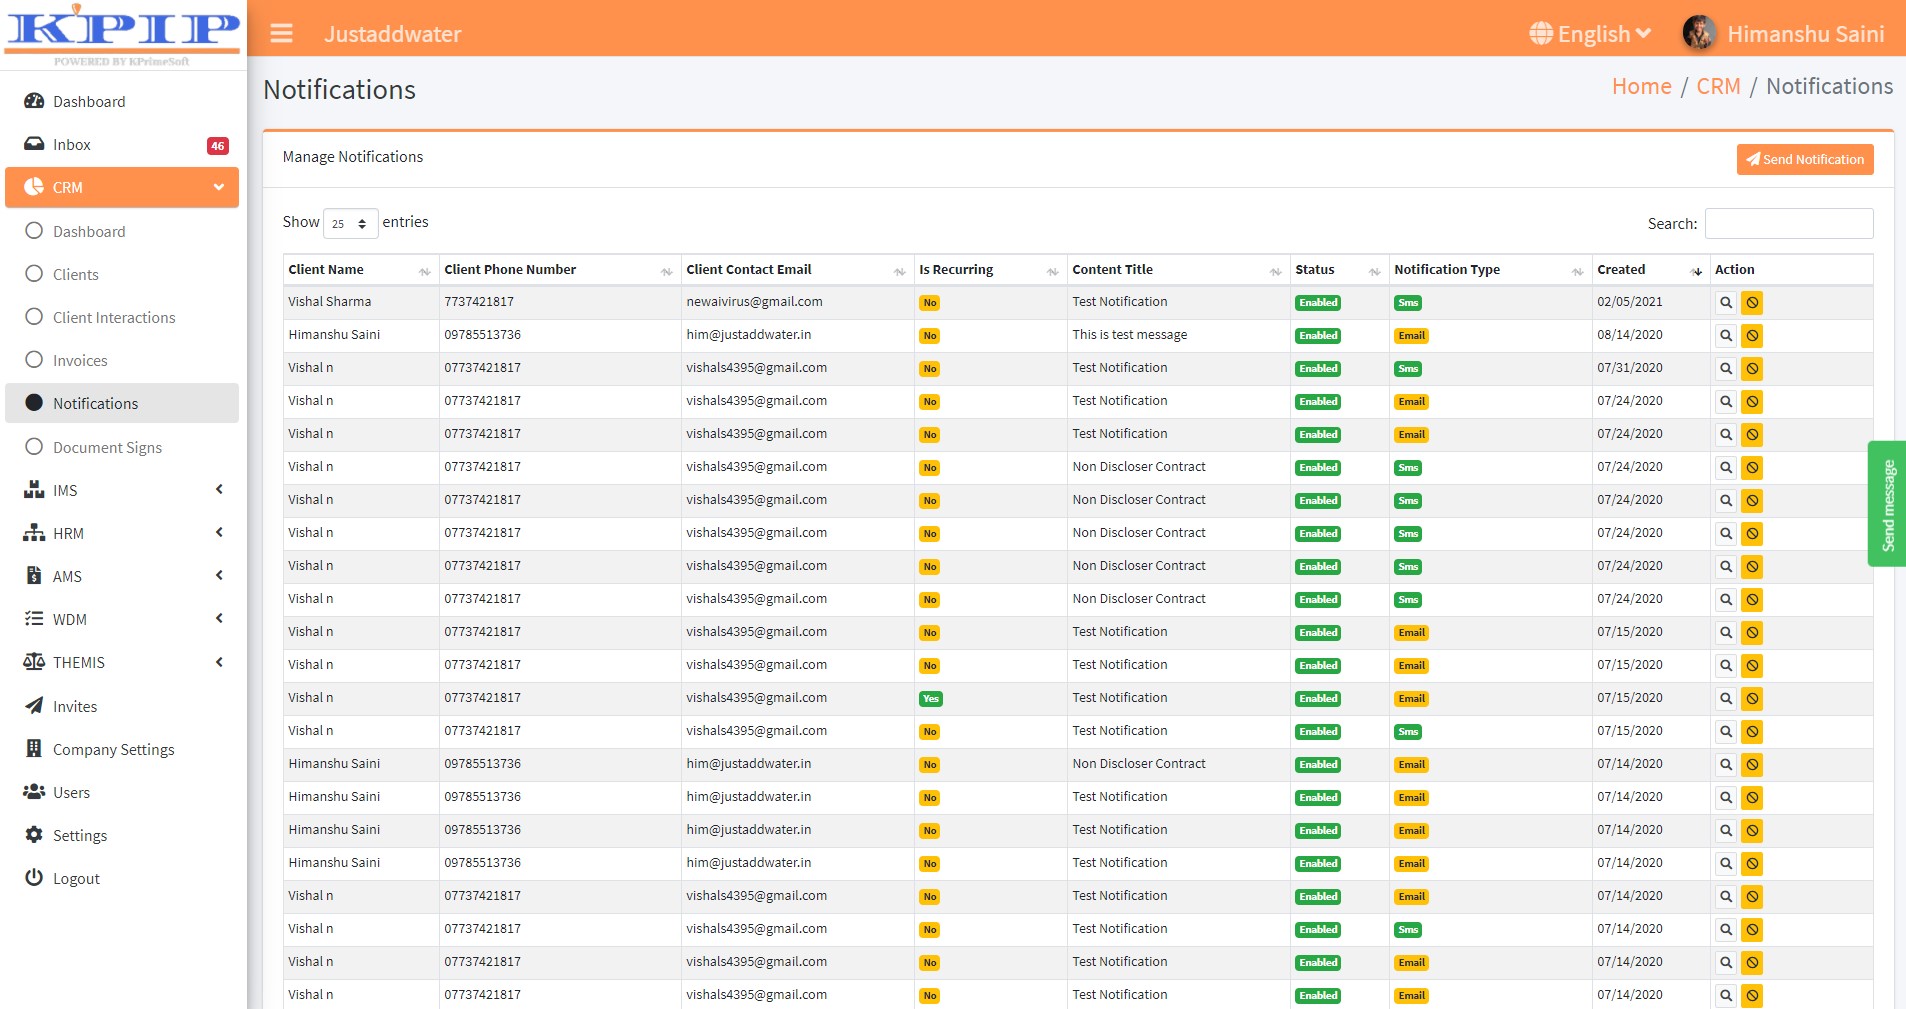 KPIP
POWERED BY KPrimeSoft
Justaddwater
English
Himanshu Saini
Dashboard
Inbox 46
CRM
Dashboard
Clients
Client Interactions
Invoices
Notifications
Document Signs
IMS
HRM
AMS
WDM
THEMIS
Invites
Company Settings
Users
Settings
Logout
Notifications
Home / CRM / Notifications
Manage Notifications
Send Notification
Show 25 entries
Search:
Client Name Client Phone Number Client Contact Email Is Recurring Content Title Status Notification Type Created Action
Vishal Sharma 7737421817 newaivirus@gmail.com No Test Notification Enabled Sms 02/05/2021
Himanshu Saini 09785513736 him@justaddwater.in No This is test message Enabled Email 08/14/2020
Vishal n 07737421817 vishals4395@gmail.com No Test Notification Enabled Sms 07/31/2020
Vishal n 07737421817 vishals4395@gmail.com No Test Notification Enabled Email 07/24/2020
Vishal n 07737421817 vishals4395@gmail.com No Test Notification Enabled Email 07/24/2020
Vishal n 07737421817 vishals4395@gmail.com No Non Discloser Contract Enabled Sms 07/24/2020
Vishal n 07737421817 vishals4395@gmail.com No Non Discloser Contract Enabled Sms 07/24/2020
Vishal n 07737421817 vishals4395@gmail.com No Non Discloser Contract Enabled Sms 07/24/2020
Vishal n 07737421817 vishals4395@gmail.com No Non Discloser Contract Enabled Sms 07/24/2020
Vishal n 07737421817 vishals4395@gmail.com No Non Discloser Contract Enabled Sms 07/24/2020
Vishal n 07737421817 vishals4395@gmail.com No Test Notification Enabled Email 07/15/2020
Vishal n 07737421817 vishals4395@gmail.com No Test Notification Enabled Email 07/15/2020
Vishal n 07737421817 vishals4395@gmail.com Yes Test Notification Enabled Email 07/15/2020
Vishal n 07737421817 vishals4395@gmail.com No Test Notification Enabled Sms 07/15/2020
Himanshu Saini 09785513736 him@justaddwater.in No Non Discloser Contract Enabled Email 07/14/2020
Himanshu Saini 09785513736 him@justaddwater.in No Test Notification Enabled Email 07/14/2020
Himanshu Saini 09785513736 him@justaddwater.in No Test Notification Enabled Email 07/14/2020
Himanshu Saini 09785513736 him@justaddwater.in No Test Notification Enabled Email 07/14/2020
Vishal n 07737421817 vishals4395@gmail.com No Test Notification Enabled Email 07/14/2020
Vishal n 07737421817 vishals4395@gmail.com No Test Notification Enabled Sms 07/14/2020
Vishal n 07737421817 vishals4395@gmail.com No Test Notification Enabled Email 07/14/2020
Vishal n 07737421817 vishals4395@gmail.com No Test Notification Enabled Email 07/14/2020
Send message